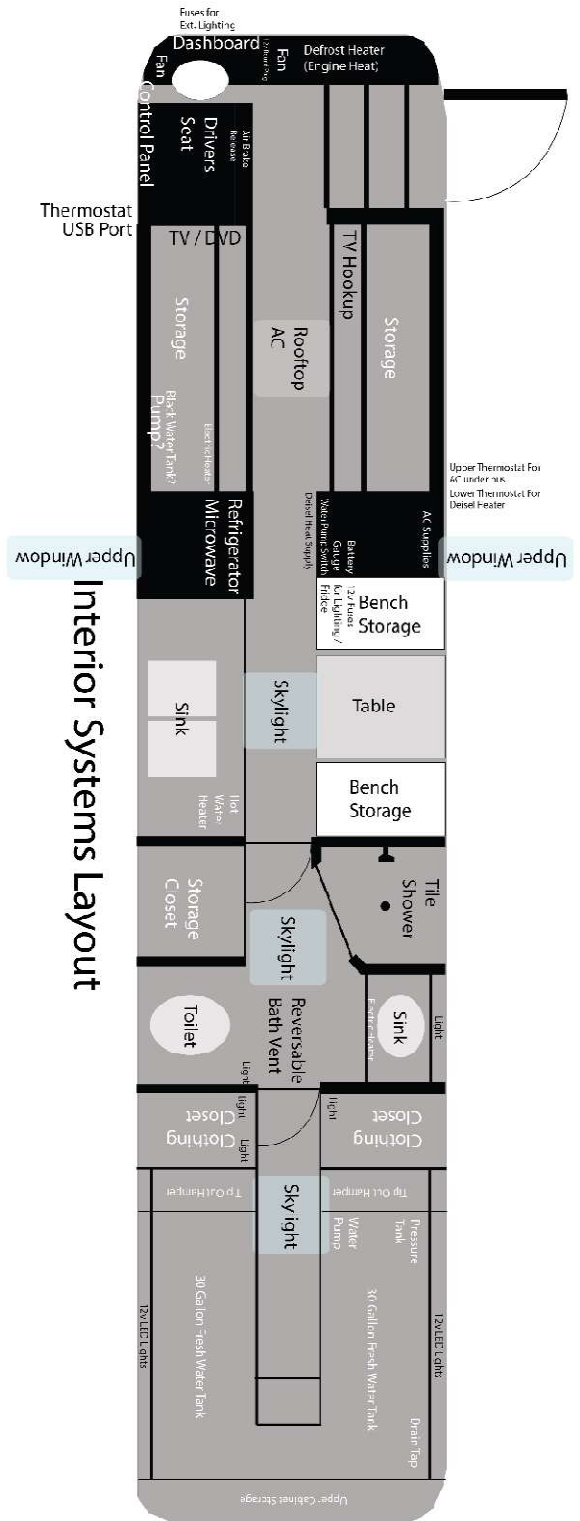 Fuses for
Ext. Lighting
Dashboard
Fan
Fan
Defrost Heater
(Engine Heat)
Control Panel
Drivers
Seat
Air Brake
Release
Thermostat
USB Port
TV / DVD
TV Hookup
Storage
Storage
Rooftop
AC
Black Water Tank?
Pump?
Electric Heater
Upper Thermostat For
AC under bus
Lower Thermostat For
Deisel Heater
Refrigerator
Microwave
Deisel Heat Supply
Water Pump Switch
Battery
Gauge
AC Supplies
Upper Window
Upper Window
12v Fuses
for Lighting /
Fridge
Bench
Storage
Interior Systems Layout
Sink
Skylight
Table
Hot
Water
Heater
Bench
Storage
Storage
Closet
Skylight
Tile
Shower
Toilet
Reversable
Bath Vent
Sink
Light
Light
Light
Light
Light
Clothing
Closet
Clothing
Closet
Tip Out Hamper
Tip Out Hamper
Sky ight
Water
Pump
Pressure
Tank
30 Gallon Fresh Water Tank
30 Gallon Fresh Water Tank
12v LED Lights
12v LED Lights
Drain Tap
Upper Cabinet Storage